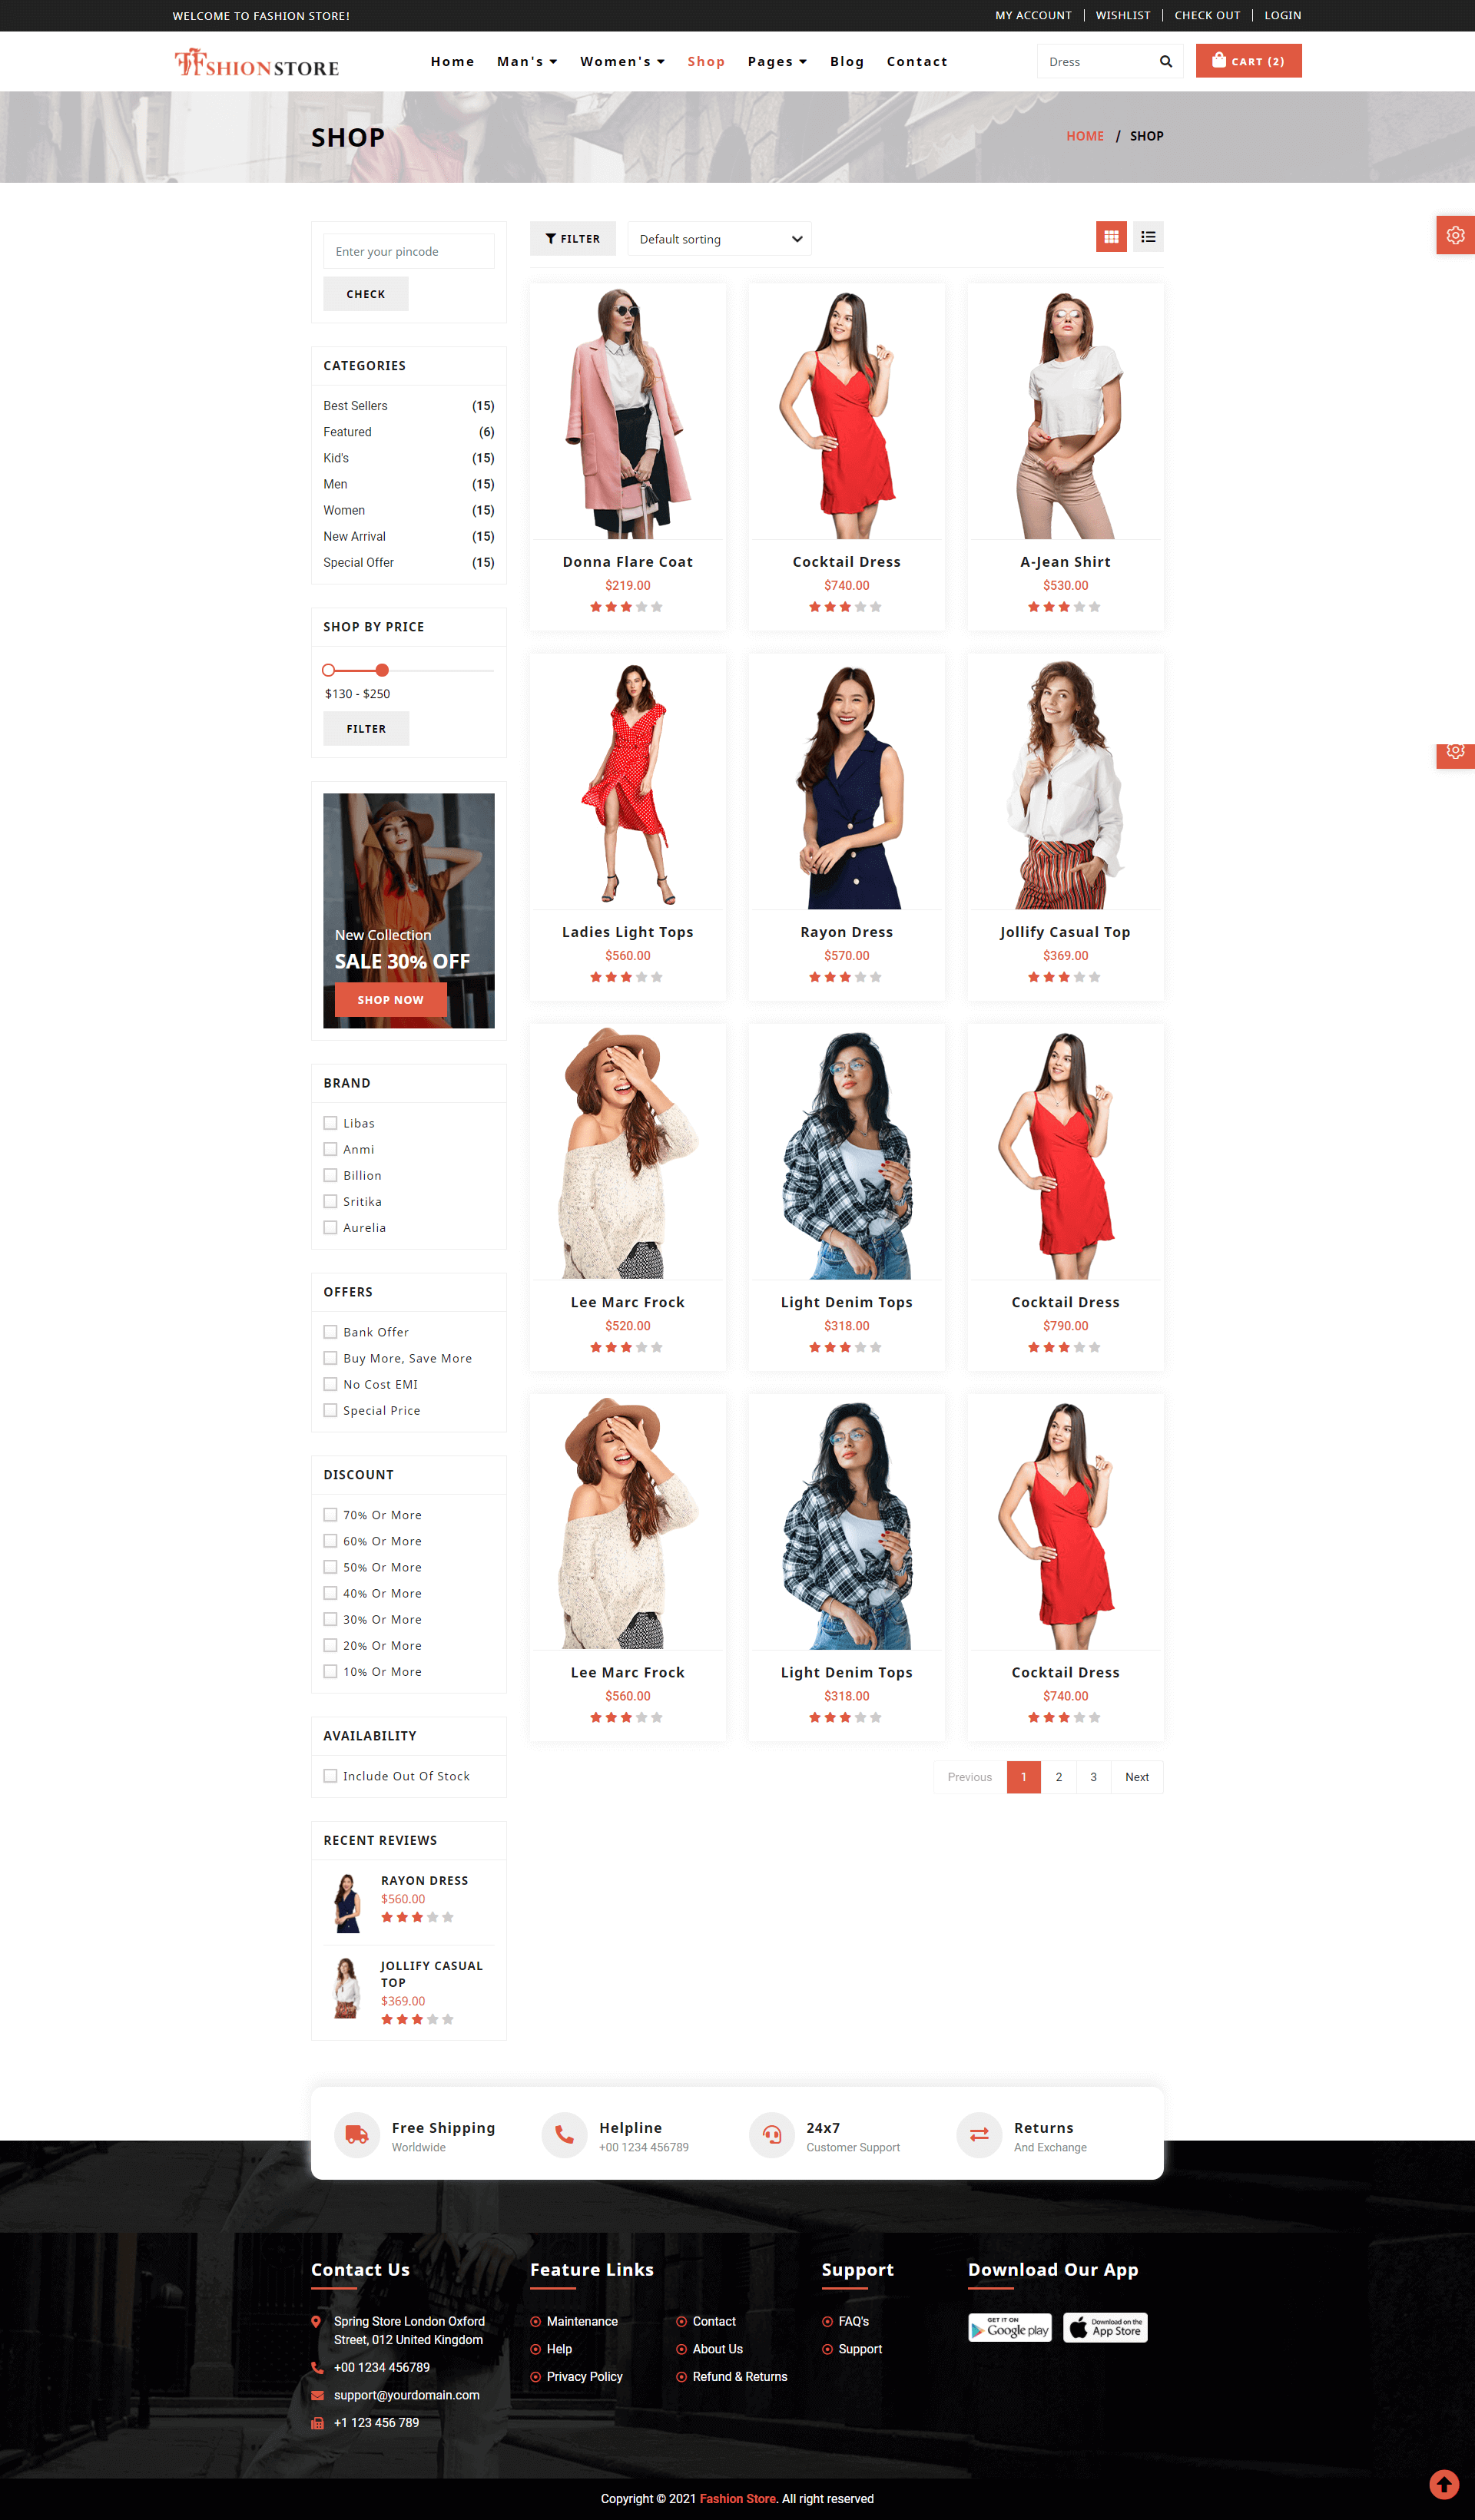 WELCOME TO FASHION STORE!
MY ACCOUNT
WISHLIST
CHECK OUT
LOGIN
FASHION STORE
Home
Man's
Women's
Shop
Pages
Blog
Contact
Dress
CART (2)
SHOP
HOME / SHOP
Enter your pincode
CHECK
CATEGORIES
Best Sellers (15)
Featured (6)
Kid's (15)
Men (15)
Women (15)
New Arrival (15)
Special Offer (15)
SHOP BY PRICE
$130 - $250
FILTER
New Collection
SALE 30% OFF
SHOP NOW
BRAND
Libas
Anmi
Billion
Sritika
Aurelia
OFFERS
Bank Offer
Buy More, Save More
No Cost EMI
Special Price
DISCOUNT
70% Or More
60% Or More
50% Or More
40% Or More
30% Or More
20% Or More
10% Or More
AVAILABILITY
Include Out Of Stock
RECENT REVIEWS
RAYON DRESS
$560.00
JOLLIFY CASUAL
TOP
$369.00
FILTER
Default sorting
Donna Flare Coat
$219.00
Cocktail Dress
$740.00
A-Jean Shirt
$530.00
Ladies Light Tops
$560.00
Rayon Dress
$570.00
Jollify Casual Top
$369.00
Lee Marc Frock
$520.00
Light Denim Tops
$318.00
Cocktail Dress
$790.00
Lee Marc Frock
$560.00
Light Denim Tops
$318.00
Cocktail Dress
$740.00
Previous
1
2
3
Next
Free Shipping
Worldwide
Helpline
+00 1234 456789
24x7
Customer Support
Returns
And Exchange
Contact Us
Spring Store London Oxford
Street, 012 United Kingdom
+00 1234 456789
support@yourdomain.com
+1 123 456 789
Feature Links
Maintenance
Help
Privacy Policy
Contact
About Us
Refund & Returns
Support
FAQ's
Support
Download Our App
GET IT ON
Google play
Download on the
App Store
Copyright © 2021 Fashion Store. All right reserved